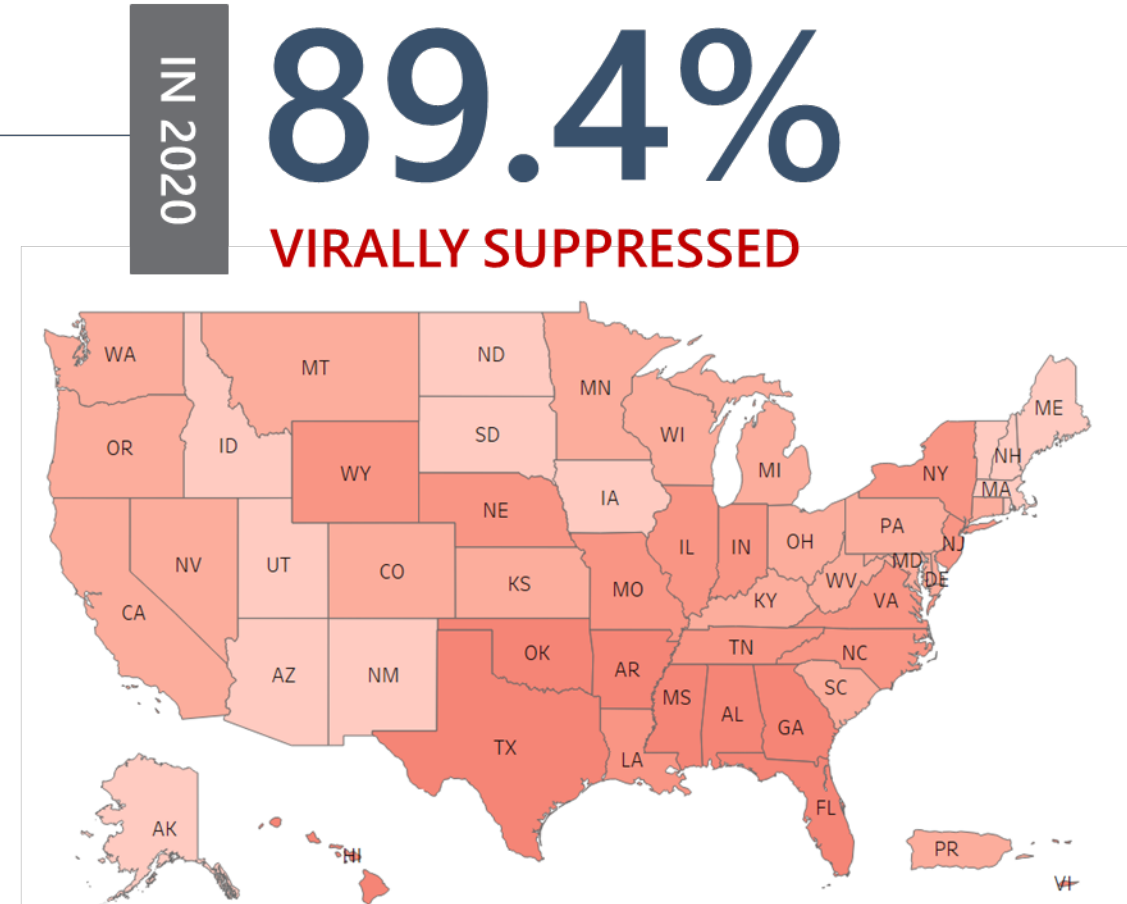 IN 2020
89.4%
VIRALLY SUPPRESSED
WA
MT
ND
MN
ME
OR
ID
SD
WI
NH
WY
MI
NY
MA
NE
IA
PA
NV
UT
CO
KS
IL
IN
OH
NJ
MD
DE
WV
CA
MO
KY
VA
AZ
NM
OK
AR
TN
NC
SC
MS
AL
GA
TX
LA
FL
AK
HI
PR
VI